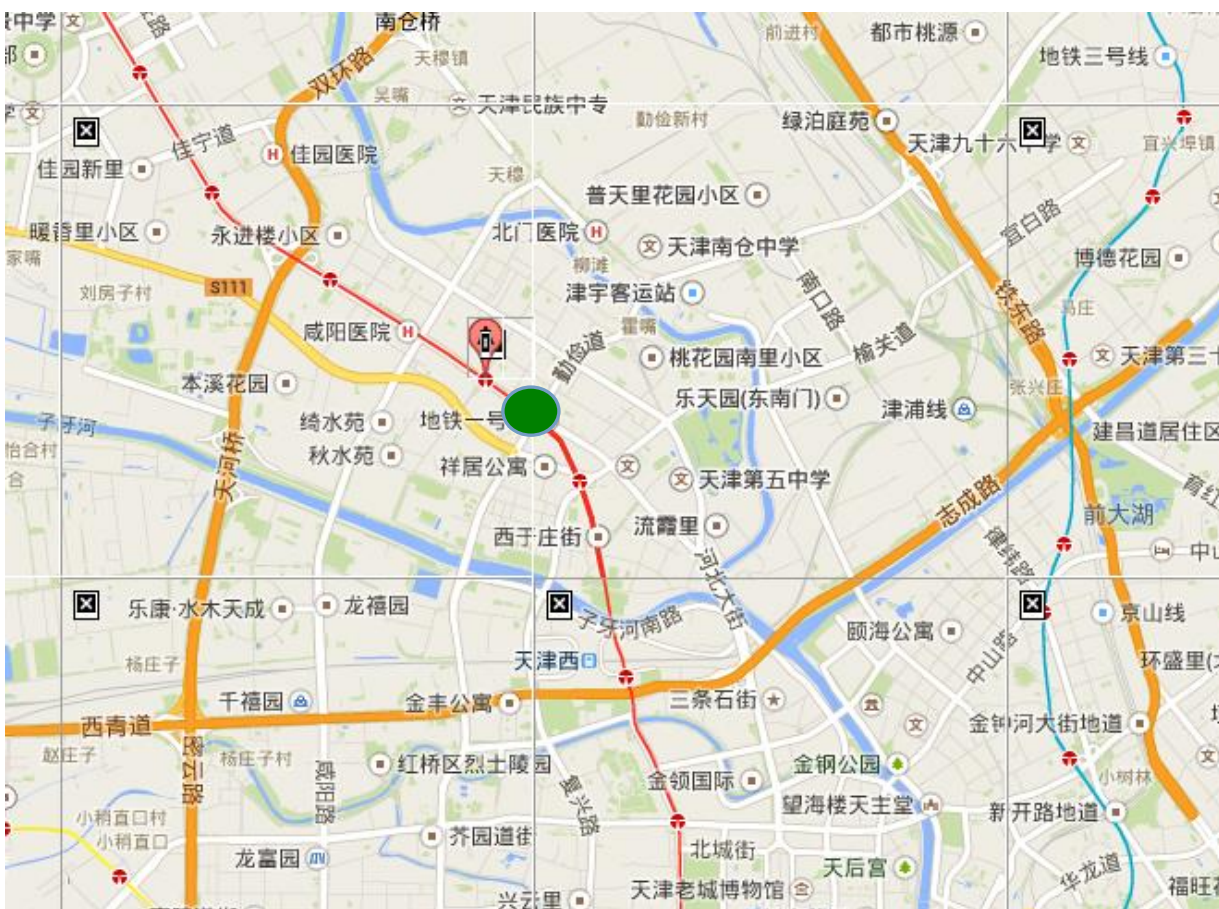 中学
南仓桥
前进村
都市桃源
天穆镇
地铁三号线
双环路
吴嘴
天津民族中专
勤俭新村
绿泊庭苑
天津九十六中学
宜兴埠镇
佳宁道
佳园医院
佳园新里
天穆
普天里花园小区
宜白路
暖香里小区
永进楼小区
北门医院
天津南仓中学
家嘴
柳滩
博德花园
刘房子村
S111
津宇客运站
南口路
铁东路
马庄
咸阳医院
霍嘴
勤俭道
桃花园南里小区
榆关道
天津第三十
本溪花园
乐天园(东南门)
津浦线
张兴庄
子牙河
绮水苑
地铁一号
建昌道居住区
怡合村
秋水苑
祥居公寓
天津第五中学
天河桥
志成路
育红
西于庄街
流霞里
前大湖
律纬路
中山
河北大街
乐康·水木天成
龙禧园
子牙河南路
颐海公寓
京山线
杨庄子
天津西
中山路
环盛里(
千禧园
金丰公寓
三条石街
西青道
金钟河大街地道
赵庄子
杨庄子村
红桥区烈士陵园
密云路
咸阳路
金领国际
金钢公园
小树林
复兴路
望海楼天主堂
新开路地道
小稍直口村
小稍直口
芥园道街
龙富园
北城街
天后宫
华龙道
兴云里
天津老城博物馆
福旺